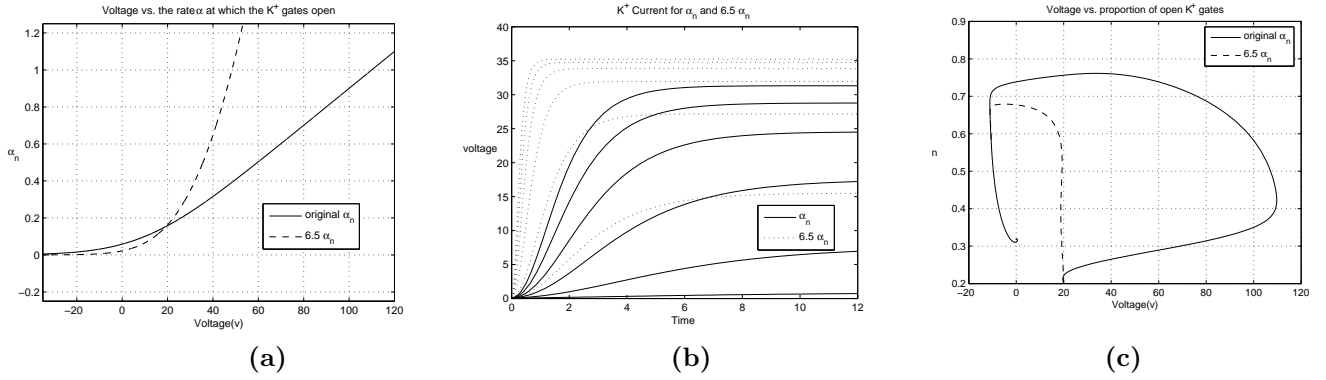 Voltage vs. the rate α at which the K+ gates open
1.2
1
0.8
0.6
0.4
0.2
0
−0.2
αn
−20 0 20 40 60 80 100 120
Voltage(v)
original αn
6.5 αn
(a)
K+ Current for αn and 6.5 αn
40
35
30
25
20
15
10
5
0
voltage
0 2 4 6 8 10 12
Time
αn
6.5 αn
(b)
Voltage vs. proportion of open K+ gates
0.9
0.8
0.7
0.6
0.5
0.4
0.3
0.2
n
−20 0 20 40 60 80 100 120
Voltage(v)
original αn
6.5 αn
(c)